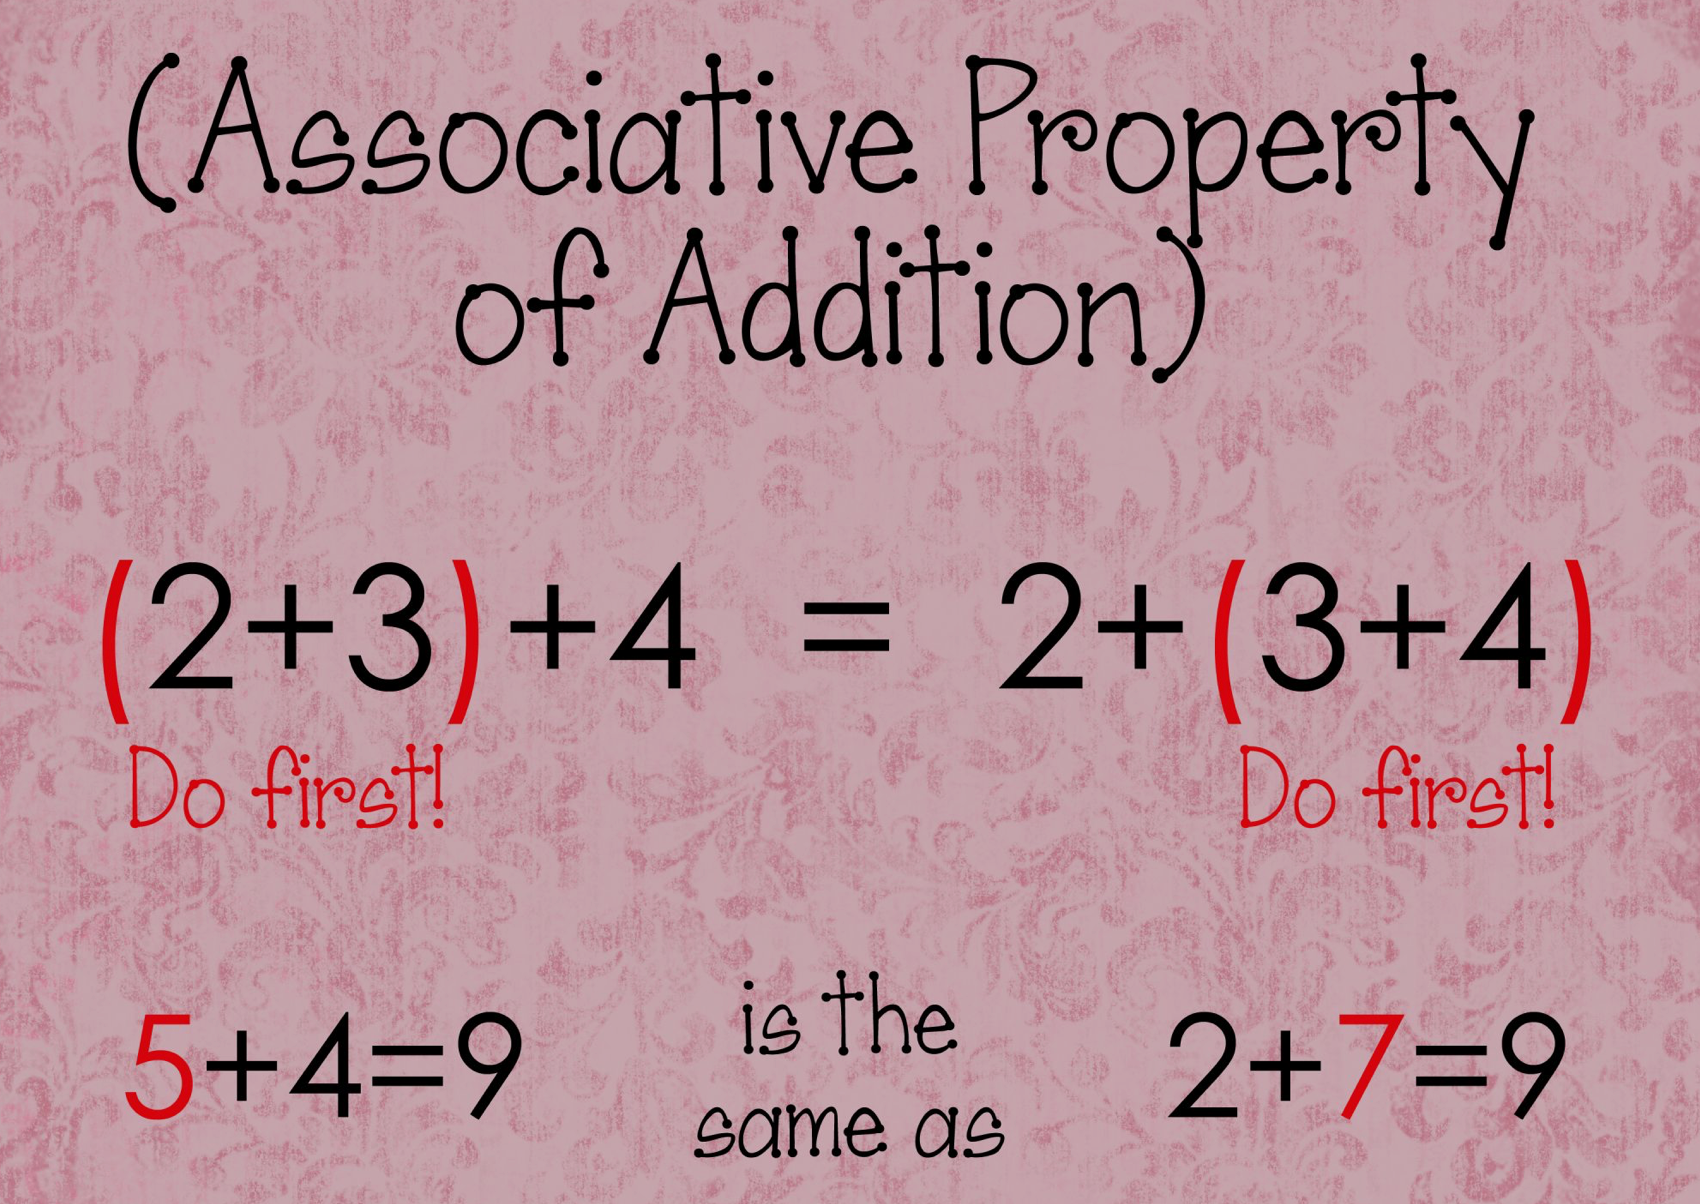 (Associative Property
of Addition)
(2+3)+4 = 2+(3+4)
Do first! Do first!
5+4=9 is the same as 2+7=9